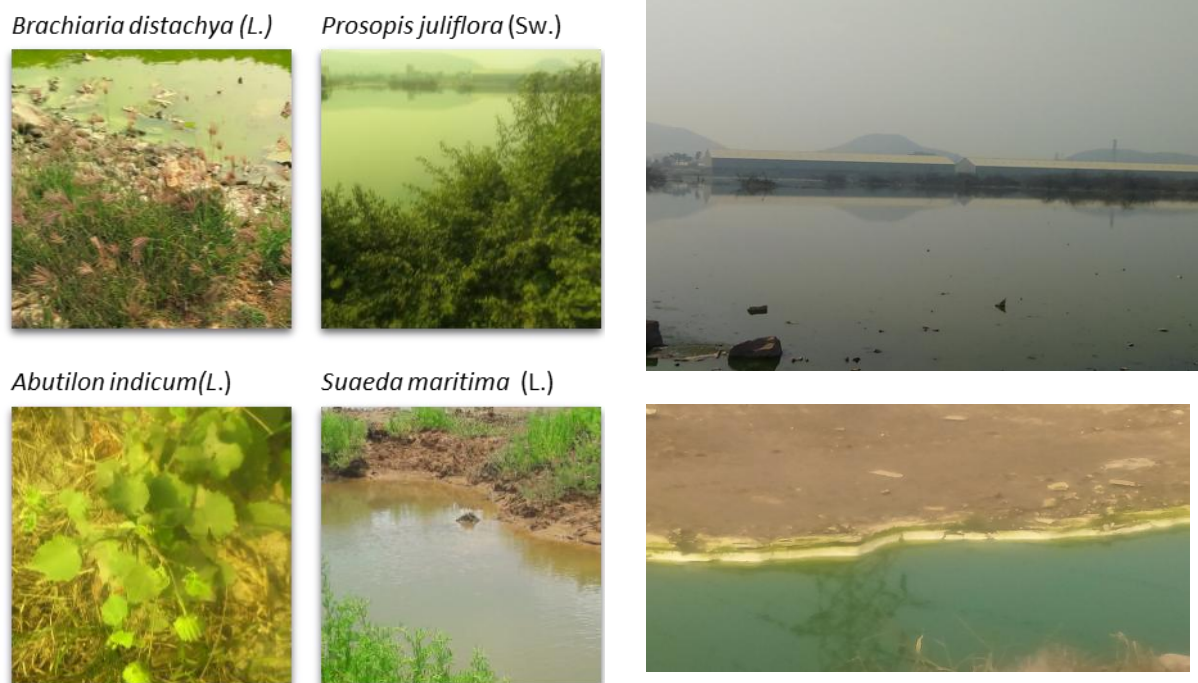 Brachiaria distachya (L.)
Prosopis juliflora (Sw.)
Abutilon indicum(L.)
Suaeda maritima (L.)